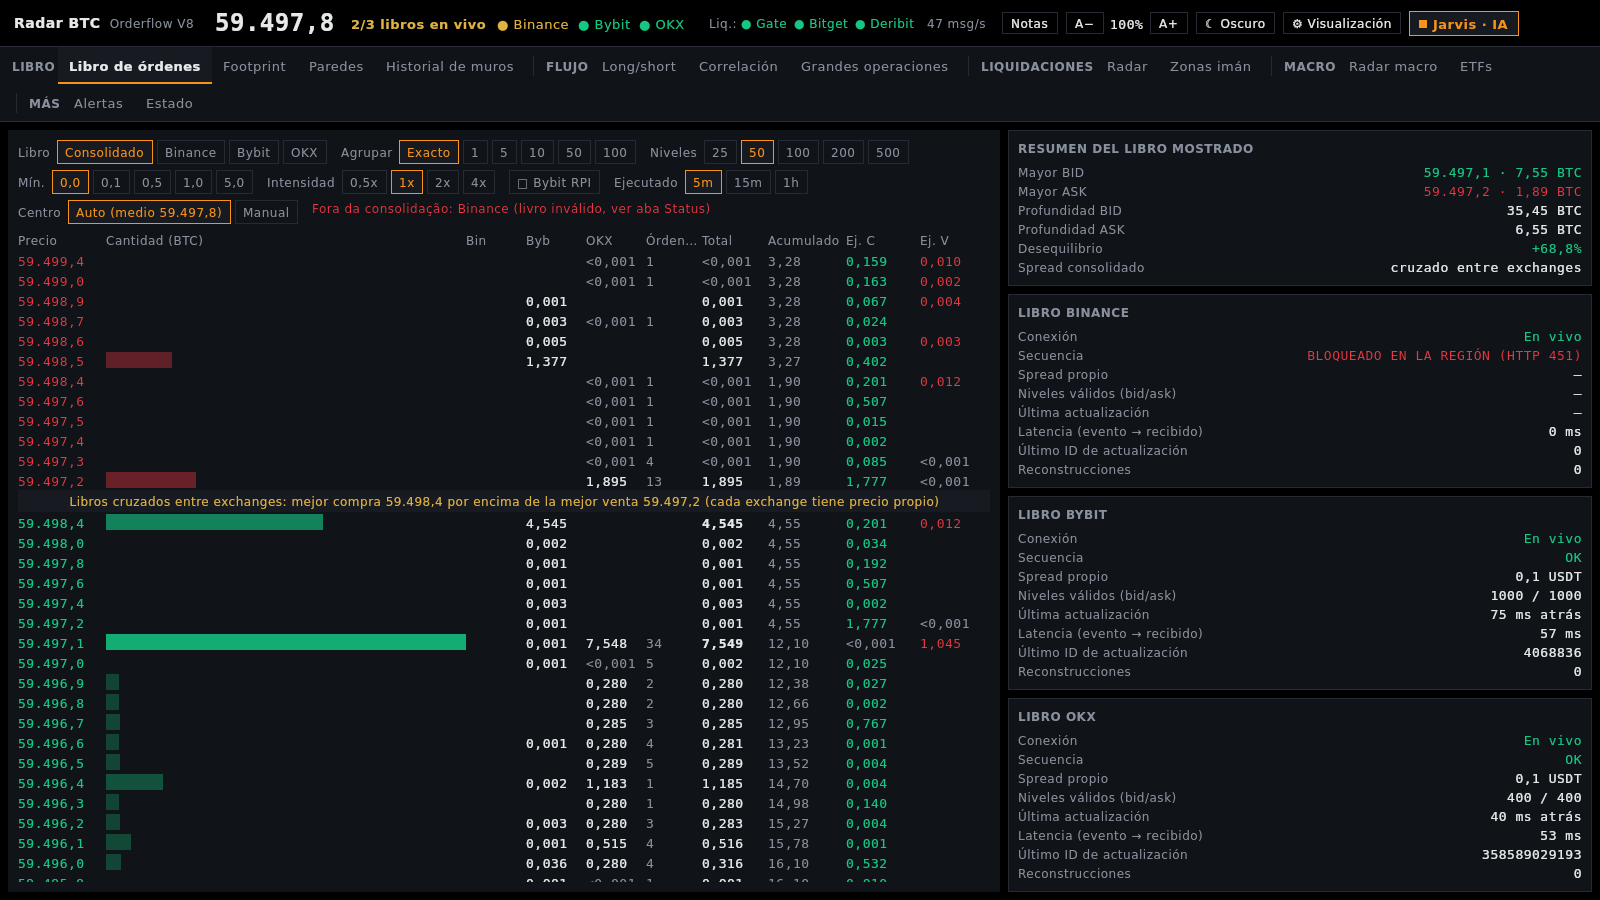 Radar BTC Orderflow V8 59.497,8 2/3 libros en vivo ● Binance ● Bybit ● OKX Liq.: ● Gate ● Bitget ● Deribit 47 msg/s Notas A− 100% A+ ☾ Oscuro ⚙ Visualización ■ Jarvis · IA
LIBRO Libro de órdenes Footprint Paredes Historial de muros FLUJO Long/short Correlación Grandes operaciones LIQUIDACIONES Radar Zonas imán MACRO Radar macro ETFs
MÁS Alertas Estado
Libro Consolidado Binance Bybit OKX Agrupar Exacto 1 5 10 50 100 Niveles 25 50 100 200 500
Mín. 0,0 0,1 0,5 1,0 5,0 Intensidad 0,5x 1x 2x 4x □ Bybit RPI Ejecutado 5m 15m 1h
Centro Auto (medio 59.497,8) Manual Fora da consolidação: Binance (livro inválido, ver aba Status)
Precio Cantidad (BTC) Bin Byb OKX Órden... Total Acumulado Ej. C Ej. V
59.499,4 <0,001 1 <0,001 3,28 0,159 0,010
59.499,0 <0,001 1 <0,001 3,28 0,163 0,002
59.498,9 0,001 0,001 3,28 0,067 0,004
59.498,7 0,003 <0,001 1 0,003 3,28 0,024
59.498,6 0,005 0,005 3,28 0,003 0,003
59.498,5 1,377 1,377 3,27 0,402
59.498,4 <0,001 1 <0,001 1,90 0,201 0,012
59.497,6 <0,001 1 <0,001 1,90 0,507
59.497,5 <0,001 1 <0,001 1,90 0,015
59.497,4 <0,001 1 <0,001 1,90 0,002
59.497,3 <0,001 4 <0,001 1,90 0,085 <0,001
59.497,2 1,895 13 1,895 1,89 1,777 <0,001
Libros cruzados entre exchanges: mejor compra 59.498,4 por encima de la mejor venta 59.497,2 (cada exchange tiene precio propio)
59.498,4 4,545 4,545 4,55 0,201 0,012
59.498,0 0,002 0,002 4,55 0,034
59.497,8 0,001 0,001 4,55 0,192
59.497,6 0,001 0,001 4,55 0,507
59.497,4 0,003 0,003 4,55 0,002
59.497,2 0,001 0,001 4,55 1,777 <0,001
59.497,1 0,001 7,548 34 7,549 12,10 <0,001 1,045
59.497,0 0,001 <0,001 5 0,002 12,10 0,025
59.496,9 0,280 2 0,280 12,38 0,027
59.496,8 0,280 2 0,280 12,66 0,002
59.496,7 0,285 3 0,285 12,95 0,767
59.496,6 0,001 0,280 4 0,281 13,23 0,001
59.496,5 0,289 5 0,289 13,52 0,004
59.496,4 0,002 1,183 1 1,185 14,70 0,004
59.496,3 0,280 1 0,280 14,98 0,140
59.496,2 0,003 0,280 3 0,283 15,27 0,004
59.496,1 0,001 0,515 4 0,516 15,78 0,001
59.496,0 0,036 0,280 4 0,316 16,10 0,532
RESUMEN DEL LIBRO MOSTRADO
Mayor BID 59.497,1 · 7,55 BTC
Mayor ASK 59.497,2 · 1,89 BTC
Profundidad BID 35,45 BTC
Profundidad ASK 6,55 BTC
Desequilibrio +68,8%
Spread consolidado cruzado entre exchanges
LIBRO BINANCE
Conexión En vivo
Secuencia BLOQUEADO EN LA REGIÓN (HTTP 451)
Spread propio —
Niveles válidos (bid/ask) —
Última actualización —
Latencia (evento → recibido) 0 ms
Último ID de actualización 0
Reconstrucciones 0
LIBRO BYBIT
Conexión En vivo
Secuencia OK
Spread propio 0,1 USDT
Niveles válidos (bid/ask) 1000 / 1000
Última actualización 75 ms atrás
Latencia (evento → recibido) 57 ms
Último ID de actualización 4068836
Reconstrucciones 0
LIBRO OKX
Conexión En vivo
Secuencia OK
Spread propio 0,1 USDT
Niveles válidos (bid/ask) 400 / 400
Última actualización 40 ms atrás
Latencia (evento → recibido) 53 ms
Último ID de actualización 358589029193
Reconstrucciones 0